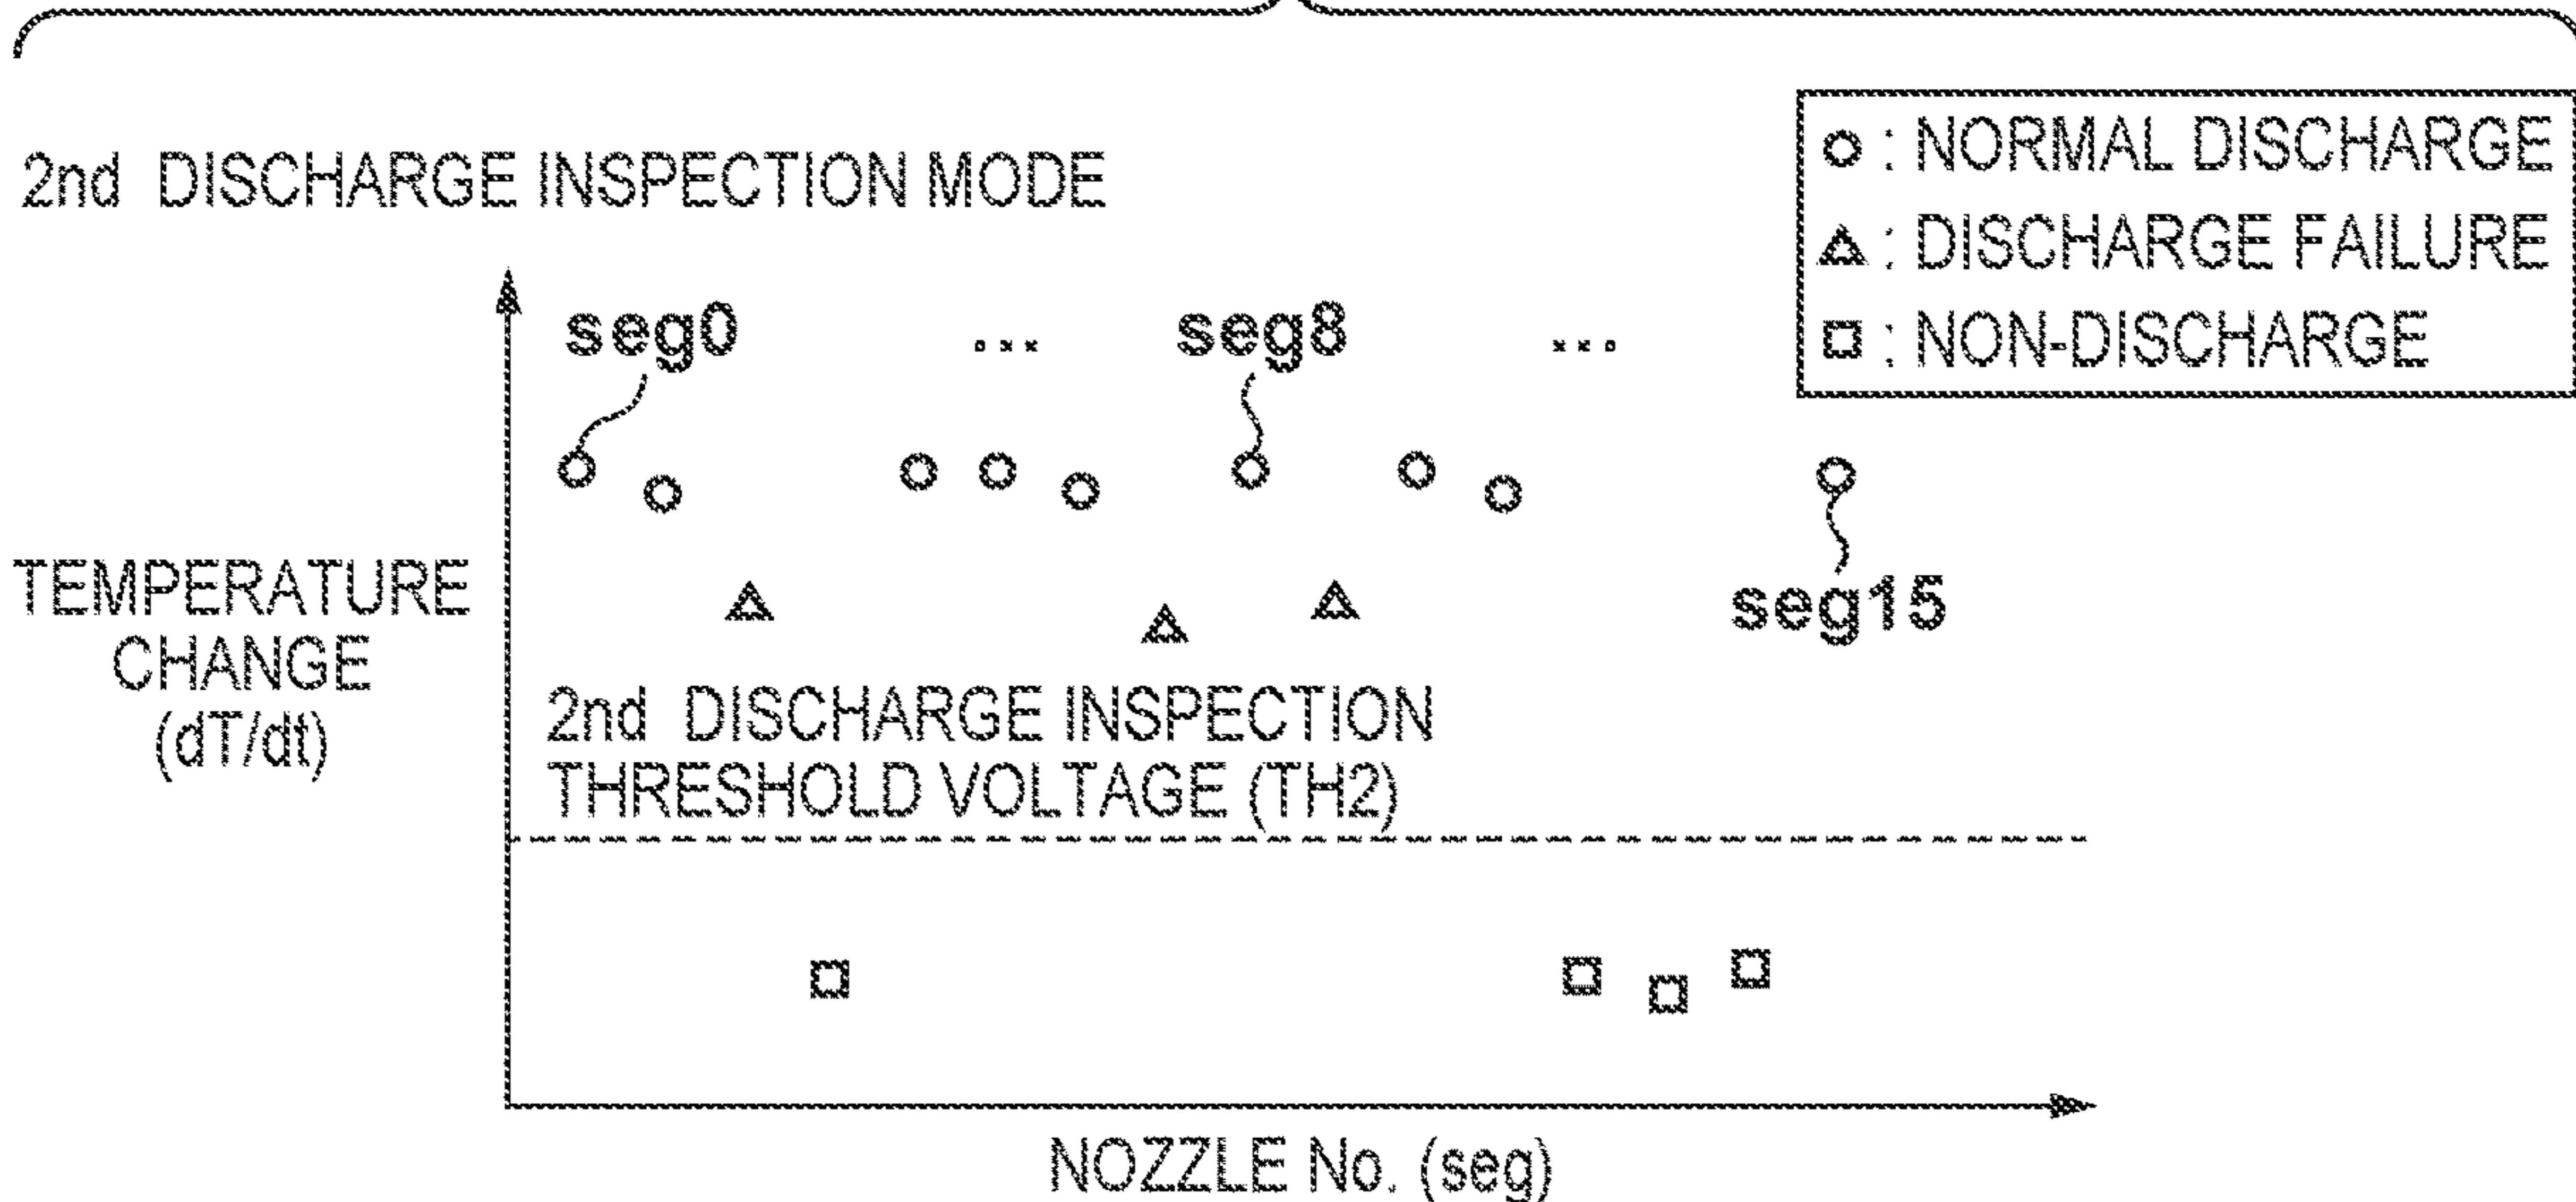 2nd DISCHARGE INSPECTION MODE
: NORMAL DISCHARGE
: DISCHARGE FAILURE
: NON-DISCHARGE
seg0
...
seg8
...
seg15
TEMPERATURE
CHANGE
(dT/dt)
2nd DISCHARGE INSPECTION
THRESHOLD VOLTAGE (TH2)
NOZZLE No. (seg)